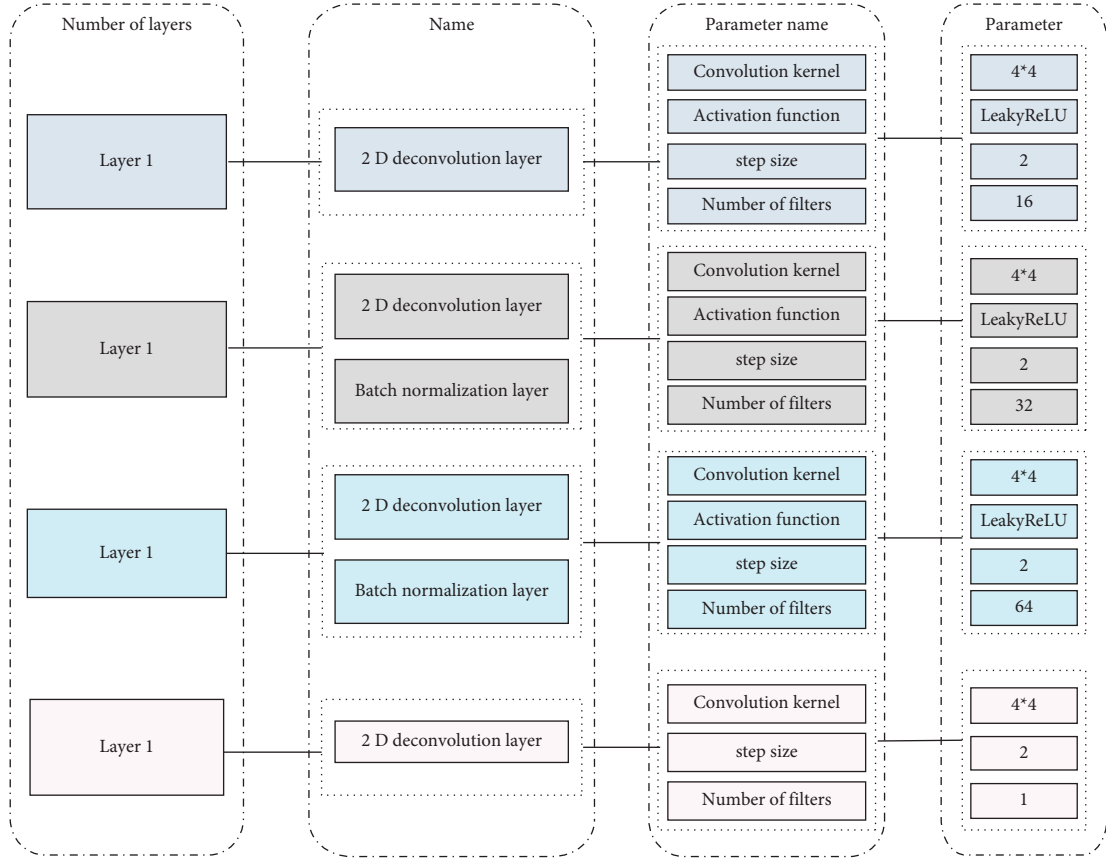 Number of layers
Name
Parameter name
Parameter
Layer 1
2 D deconvolution layer
Convolution kernel
4*4
Activation function
LeakyReLU
step size
2
Number of filters
16
Layer 1
2 D deconvolution layer
Batch normalization layer
Convolution kernel
4*4
Activation function
LeakyReLU
step size
2
Number of filters
32
Layer 1
2 D deconvolution layer
Batch normalization layer
Convolution kernel
4*4
Activation function
LeakyReLU
step size
2
Number of filters
64
Layer 1
2 D deconvolution layer
Convolution kernel
4*4
step size
2
Number of filters
1